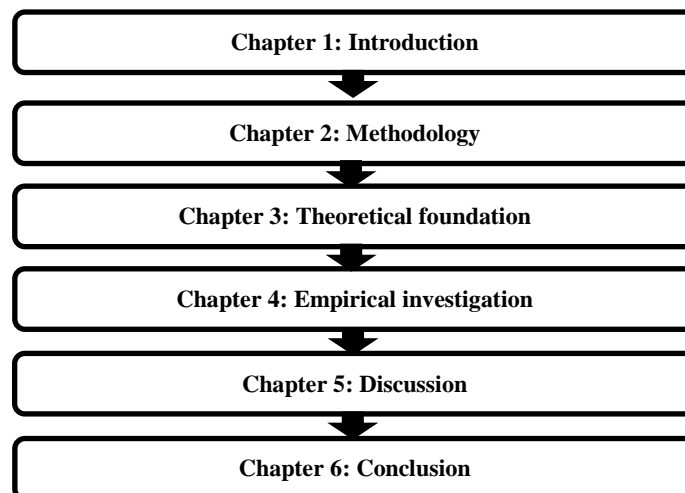 Chapter 1: Introduction
Chapter 2: Methodology
Chapter 3: Theoretical foundation
Chapter 4: Empirical investigation
Chapter 5: Discussion
Chapter 6: Conclusion